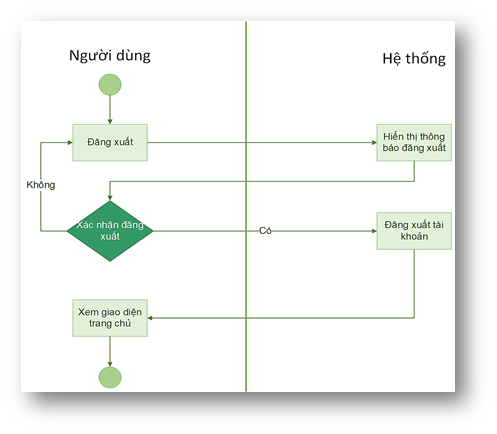 Người dùng
Hệ thống
Đăng xuất
Hiển thị thông
báo đăng xuất
Không
Xác nhận đăng
xuất
Có
Đăng xuất tài
khoản
Xem giao diện
trang chủ